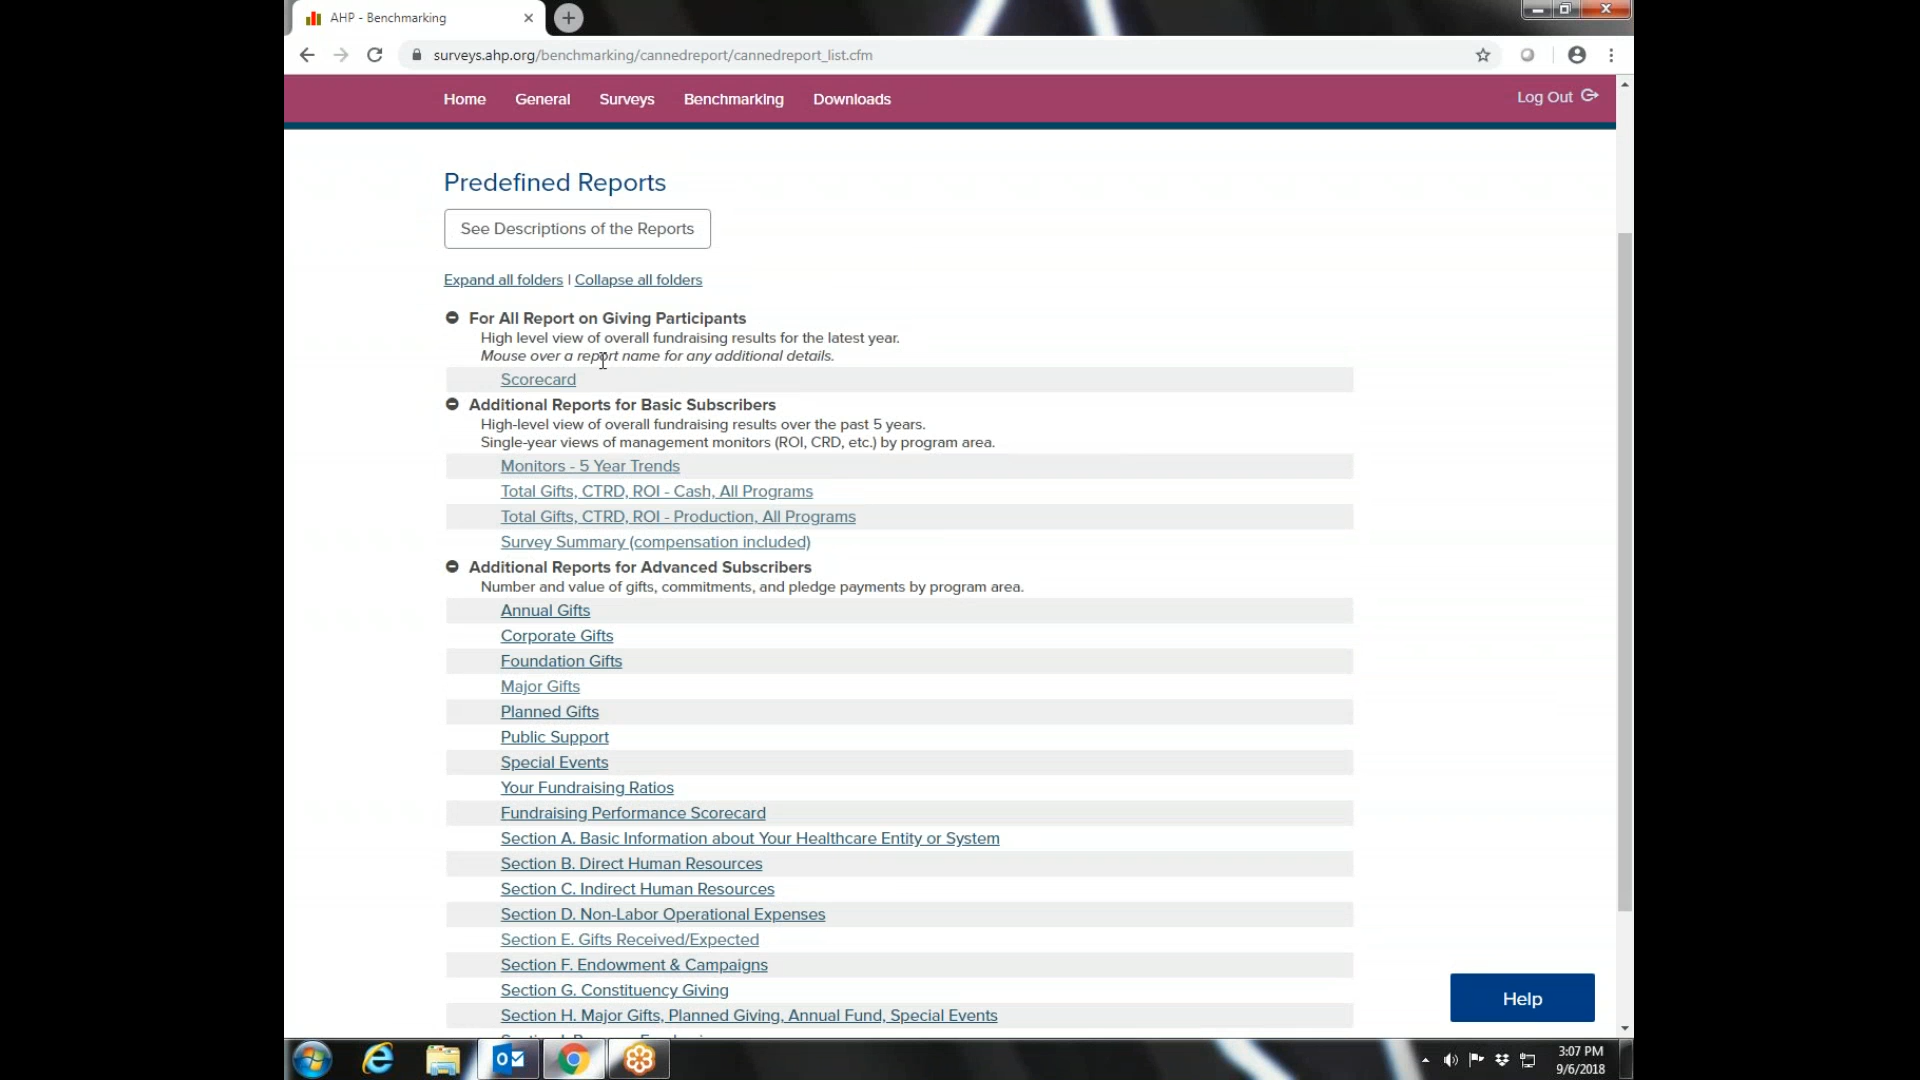 AHP - Benchmarking
surveys.ahp.org/benchmarking/cannedreport/cannedreport_list.cfm
Home General Surveys Benchmarking Downloads Log Out
Predefined Reports
See Descriptions of the Reports
Expand all folders | Collapse all folders
For All Report on Giving Participants
High level view of overall fundraising results for the latest year.
Mouse over a report name for any additional details.
Scorecard
Additional Reports for Basic Subscribers
High-level view of overall fundraising results over the past 5 years.
Single-year views of management monitors (ROI, CRD, etc.) by program area.
Monitors - 5 Year Trends
Total Gifts, CTRD, ROI - Cash, All Programs
Total Gifts, CTRD, ROI - Production, All Programs
Survey Summary (compensation included)
Additional Reports for Advanced Subscribers
Number and value of gifts, commitments, and pledge payments by program area.
Annual Gifts
Corporate Gifts
Foundation Gifts
Major Gifts
Planned Gifts
Public Support
Special Events
Your Fundraising Ratios
Fundraising Performance Scorecard
Section A. Basic Information about Your Healthcare Entity or System
Section B. Direct Human Resources
Section C. Indirect Human Resources
Section D. Non-Labor Operational Expenses
Section E. Gifts Received/Expected
Section F. Endowment & Campaigns
Section G. Constituency Giving
Section H. Major Gifts, Planned Giving, Annual Fund, Special Events
Help
3:07 PM
9/6/2018